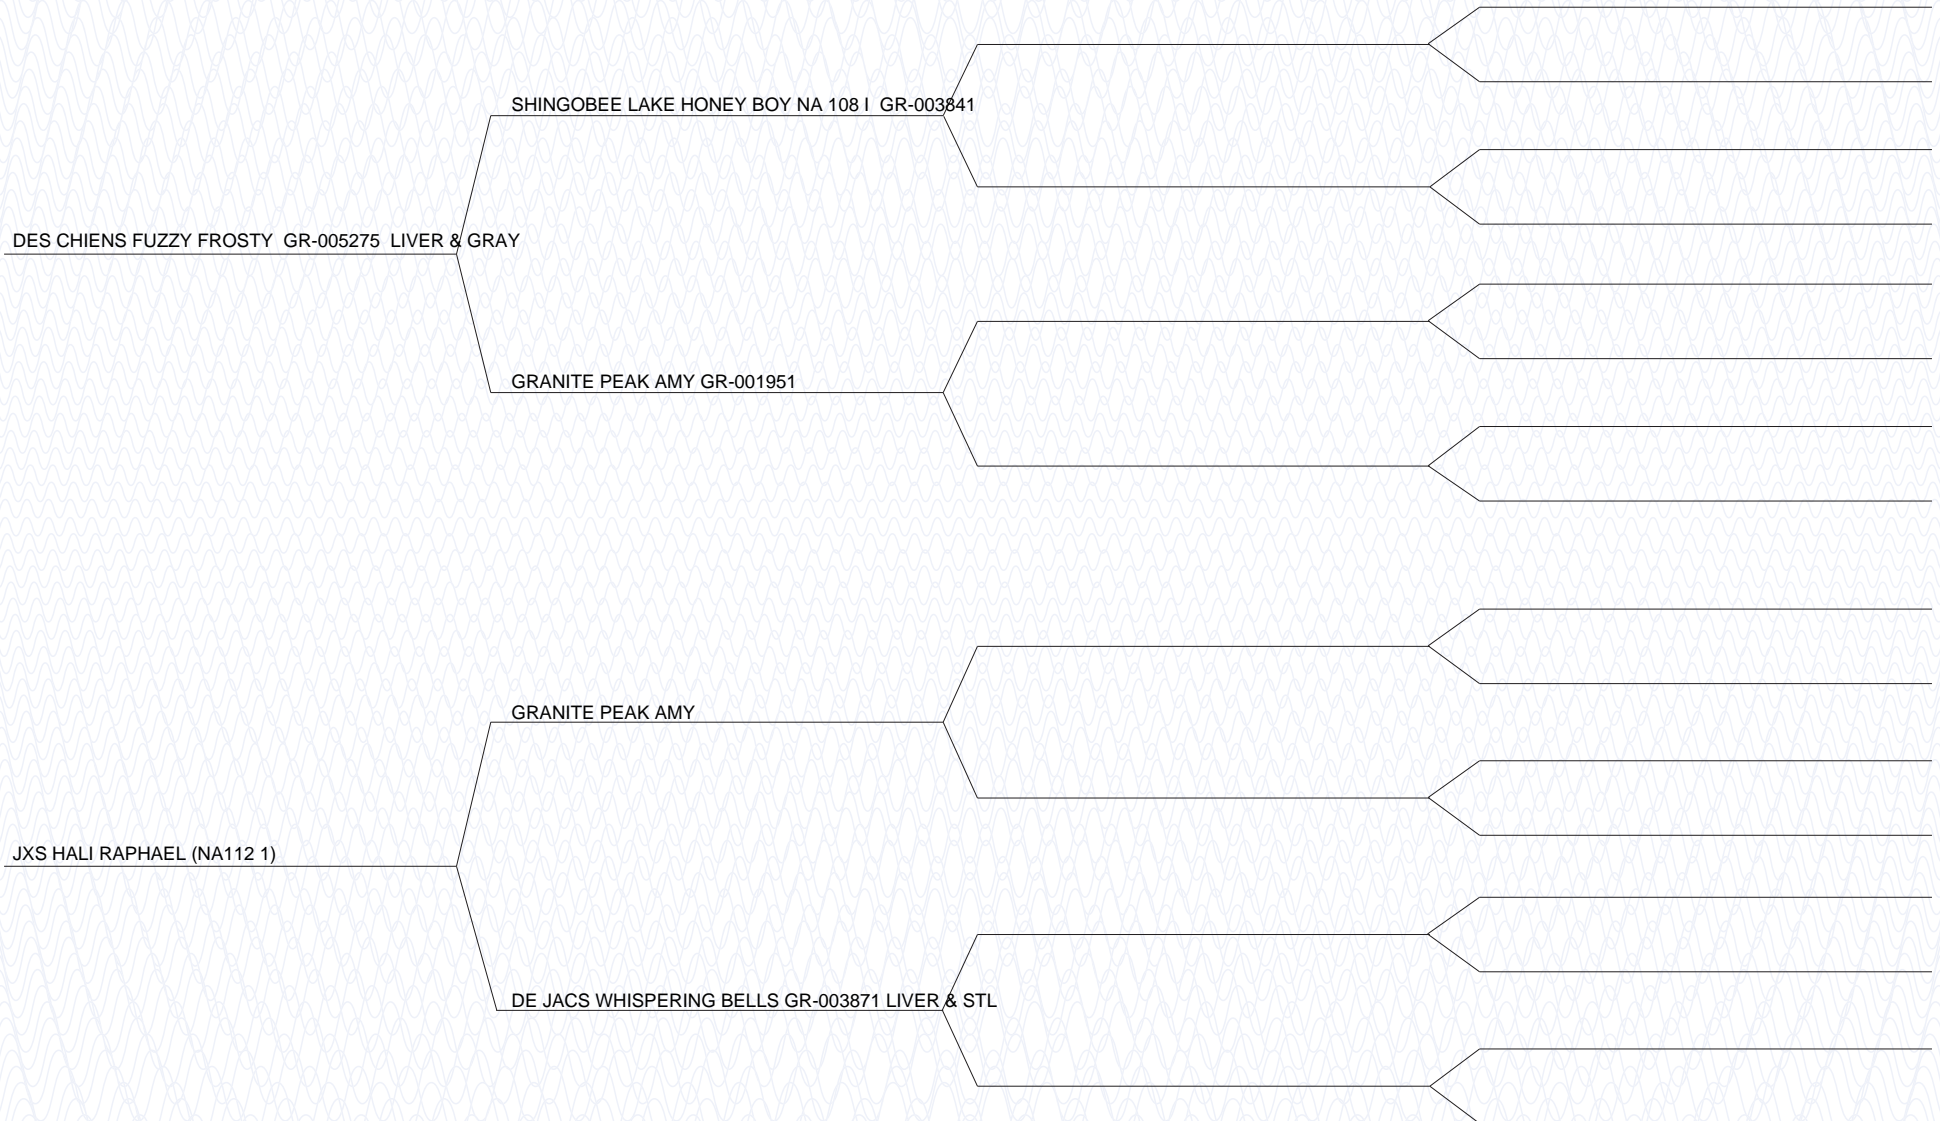 SHINGOBEE LAKE HONEY BOY NA 108 I  GR-003841
DES CHIENS FUZZY FROSTY  GR-005275  LIVER & GRAY
GRANITE PEAK AMY GR-001951
GRANITE PEAK AMY
JXS HALI RAPHAEL (NA112 1)
DE JACS WHISPERING BELLS GR-003871 LIVER & STL